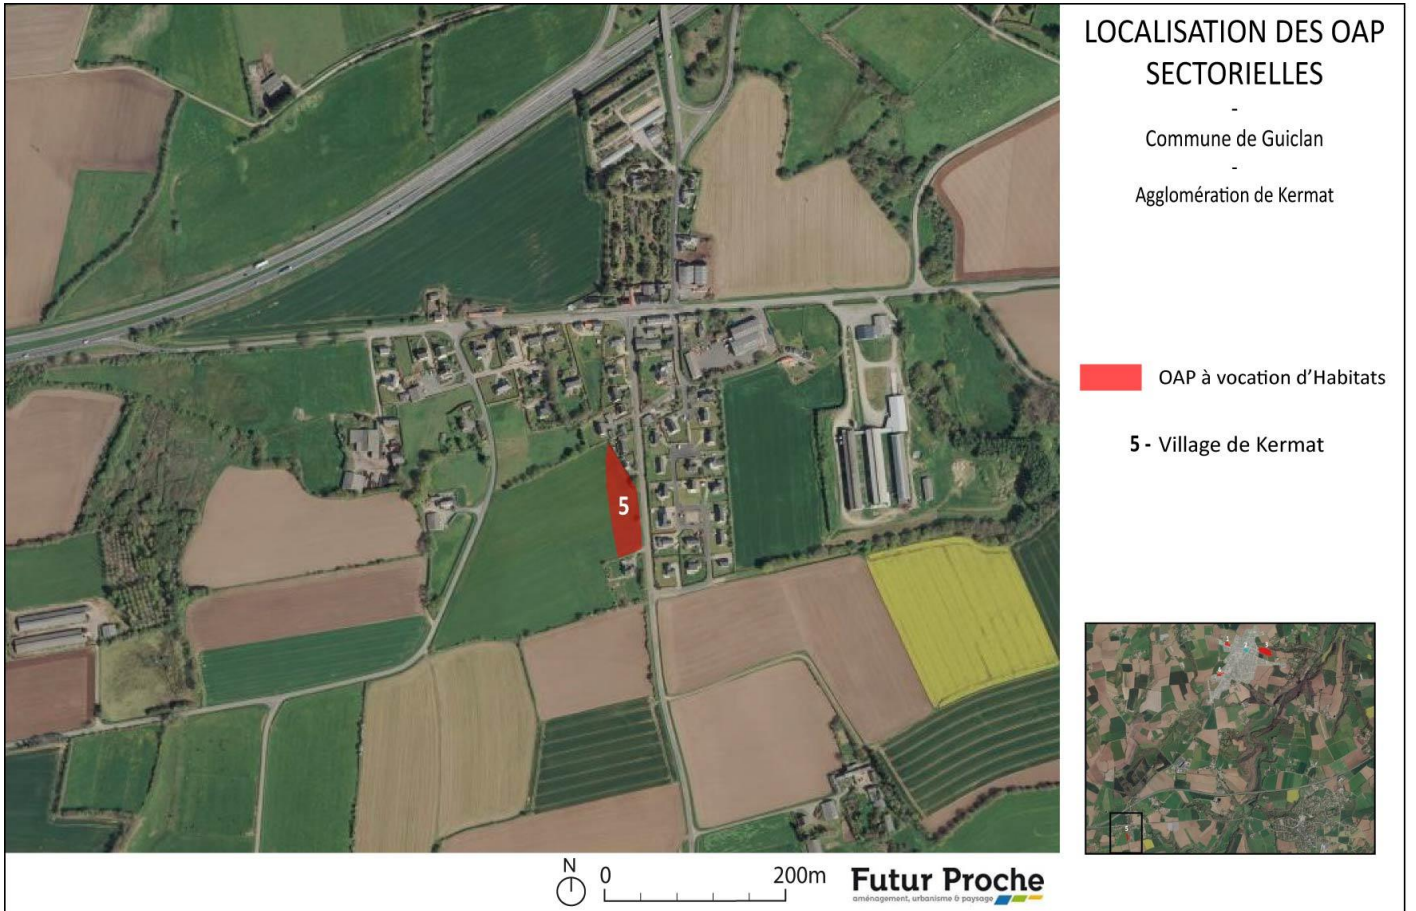 LOCALISATION DES OAP
SECTORIELLES
-
Commune de Guiclan
-
Agglomération de Kermat
OAP à vocation d'Habitats
5 - Village de Kermat
5
5
N
0
200m
Futur Proche
aménagement, urbanisme & paysage